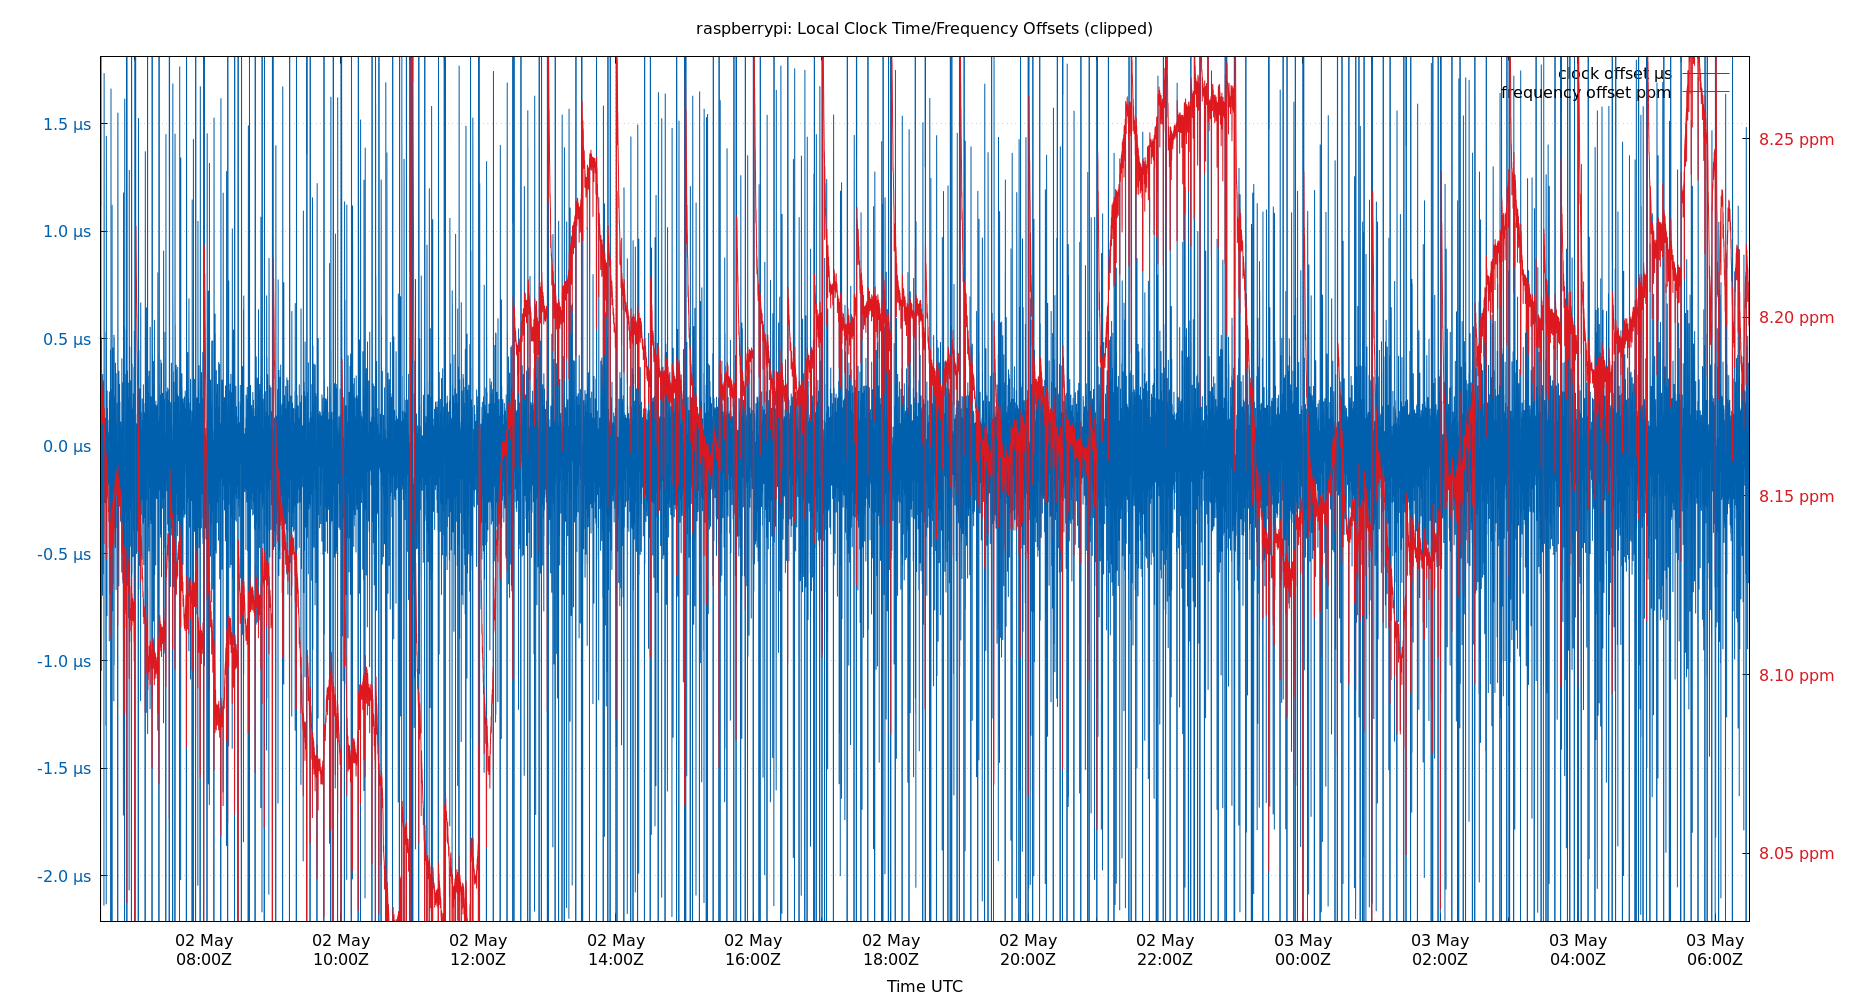 raspberrypi: Local Clock Time/Frequency Offsets (clipped)
clock offset µs
frequency offset ppm
1.5 µs
1.0 µs
0.5 µs
0.0 µs
-0.5 µs
-1.0 µs
-1.5 µs
-2.0 µs
8.25 ppm
8.20 ppm
8.15 ppm
8.10 ppm
8.05 ppm
02 May 02 May 02 May 02 May 02 May 02 May 02 May 02 May 03 May 03 May 03 May 03 May
08:00Z 10:00Z 12:00Z 14:00Z 16:00Z 18:00Z 20:00Z 22:00Z 00:00Z 02:00Z 04:00Z 06:00Z
Time UTC